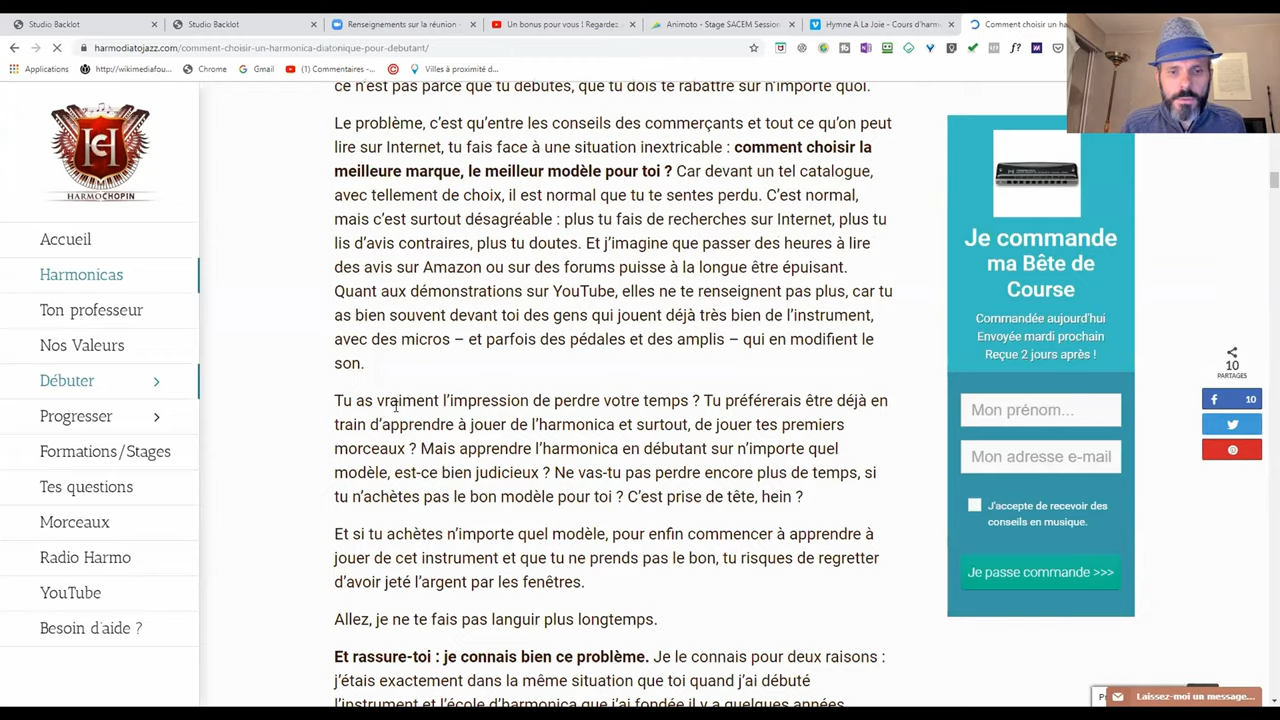 Studio Backlot
Studio Backlot
Renseignements sur la réunion -
Un bonus pour vous ! Regardez
Animoto - Stage SACEM Session
Hymne A La Joie - Cours d'harm
Comment choisir un ha
harmodiatojazz.com/comment-choisir-un-harmonica-diatonique-pour-debutant/
Applications
http://wikimediafou...
Chrome
Gmail
(1) Commentaires -...
Villes à proximité d...
HC
HARMOCHOPIN
Accueil
Harmonicas
Ton professeur
Nos Valeurs
Débuter
Progresser
Formations/Stages
Tes questions
Morceaux
Radio Harmo
YouTube
Besoin d'aide ?
ce n'est pas parce que tu débutes, que tu dois te rabattre sur n'importe quoi.
Le problème, c'est qu'entre les conseils des commerçants et tout ce qu'on peut
lire sur Internet, tu fais face à une situation inextricable : comment choisir la
meilleure marque, le meilleur modèle pour toi ? Car devant un tel catalogue,
avec tellement de choix, il est normal que tu te sentes perdu. C'est normal,
mais c'est surtout désagréable : plus tu fais de recherches sur Internet, plus tu
lis d'avis contraires, plus tu doutes. Et j'imagine que passer des heures à lire
des avis sur Amazon ou sur des forums puisse à la longue être épuisant.
Quant aux démonstrations sur YouTube, elles ne te renseignent pas plus, car tu
as bien souvent devant toi des gens qui jouent déjà très bien de l'instrument,
avec des micros – et parfois des pédales et des amplis – qui en modifient le
son.
Tu as vraiment l'impression de perdre votre temps ? Tu préférerais être déjà en
train d'apprendre à jouer de l'harmonica et surtout, de jouer tes premiers
morceaux ? Mais apprendre l'harmonica en débutant sur n'importe quel
modèle, est-ce bien judicieux ? Ne vas-tu pas perdre encore plus de temps, si
tu n'achètes pas le bon modèle pour toi ? C'est prise de tête, hein ?
Et si tu achètes n'importe quel modèle, pour enfin commencer à apprendre à
jouer de cet instrument et que tu ne prends pas le bon, tu risques de regretter
d'avoir jeté l'argent par les fenêtres.
Allez, je ne te fais pas languir plus longtemps.
Et rassure-toi : je connais bien ce problème. Je le connais pour deux raisons :
j'étais exactement dans la même situation que toi quand j'ai débuté
l'instrument et l'école d'harmonica que j'ai fondée il y a quelques années
Je commande
ma Bête de
Course
Commandée aujourd'hui
Envoyée mardi prochain
Reçue 2 jours après !
Mon prénom...
Mon adresse e-mail
J'accepte de recevoir des
conseils en musique.
Je passe commande >>>
10
PARTAGES
10
Laissez-moi un message...